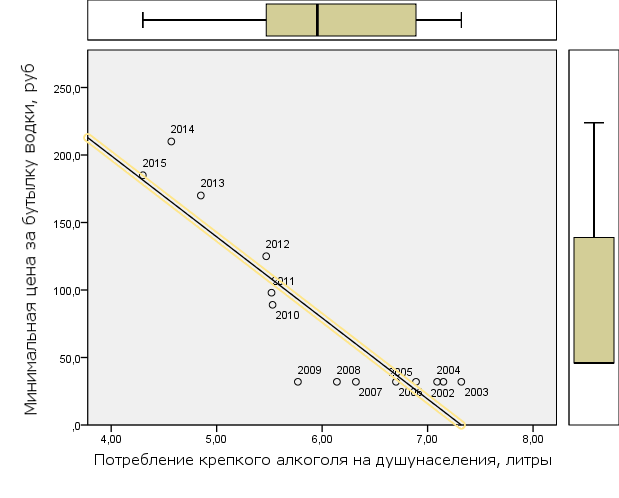 Минимальная цена за бутылку водки, руб
250,0
200,0
150,0
100,0
50,0
,0
2014
2015
2013
2012
2011
2010
2009 2008 2005 2004
2007 2006 2002 2003
4,00 5,00 6,00 7,00 8,00
Потребление крепкого алкоголя на душунаселения, литры